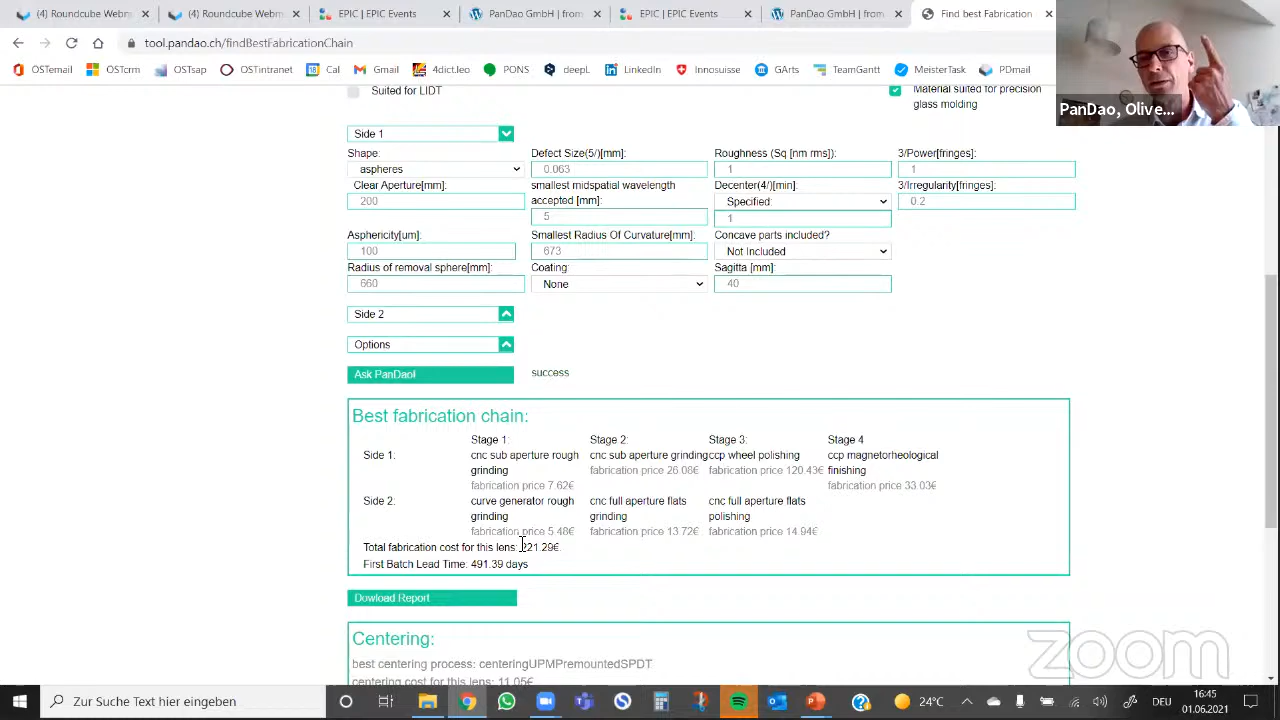 (4) Roundcube Webm
(4) Roundcube Webm
EPIC | EPIC Events
PanDao GmbH | from
EPIC | EPIC Eventdet
PanDao GmbH | from
Find best Fabrication
tool.pandao.ch/findBestFabricationChain
OSTemail
OSTcrm
OSTsap
OSTintranet
18 Cal
Gmail
4dict.leo
PONS
deepL
LinkedIn
Innosuisse
GArts
TeamGantt
MeisterTask
PDmail
PanDao, Olive...
Suited for LIDT
Material suited for precision
glass molding
Side 1
Shape:
Defect Size(5/)[mm]:
Roughness (Sq [nm rms]):
3/Power[fringes]:
aspheres
0.063
1
1
Clear Aperture[mm]:
smallest midspatial wavelength
accepted [mm]:
Decenter(4/)[min]:
3/Irregularity[fringes]:
200
5
Specified:
1
0.2
Asphericity[um]:
Smallest Radius Of Curvature[mm]:
Concave parts included?
100
673
Not Included
Radius of removal sphere[mm]:
Coating:
Sagitta [mm]:
660
None
40
Side 2
Options
Ask PanDao!
success
Best fabrication chain:
Stage 1:
Stage 2:
Stage 3:
Stage 4
Side 1:
cnc sub aperture rough
grinding
fabrication price 7.62€
cnc sub aperture grinding
fabrication price 26.08€
ccp wheel polishing
fabrication price 120.43€
ccp magnetorheological
finishing
fabrication price 33.03€
Side 2:
curve generator rough
grinding
fabrication price 5.48€
cnc full aperture flats
grinding
fabrication price 13.72€
cnc full aperture flats
polishing
fabrication price 14.94€
Total fabrication cost for this lens: 221.29€.
First Batch Lead Time: 491.39 days
Dowload Report
Centering:
best centering process: centeringUPMPremountedSPDT
centering cost for this lens: 11.05€
zoom
Zur Suche Text hier eingeben
24°C
DEU
16:45
01.06.2021